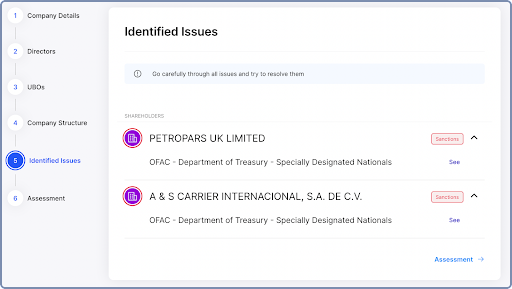 1 Company Details
2 Directors
3 UBOs
4 Company Structure
5 Identified Issues
6 Assessment
Identified Issues
Go carefully through all issues and try to resolve them
SHAREHOLDERS
PETROPARS UK LIMITED Sanctions
OFAC - Department of Treasury - Specially Designated Nationals See
A & S CARRIER INTERNACIONAL, S.A. DE C.V. Sanctions
OFAC - Department of Treasury - Specially Designated Nationals See
Assessment →